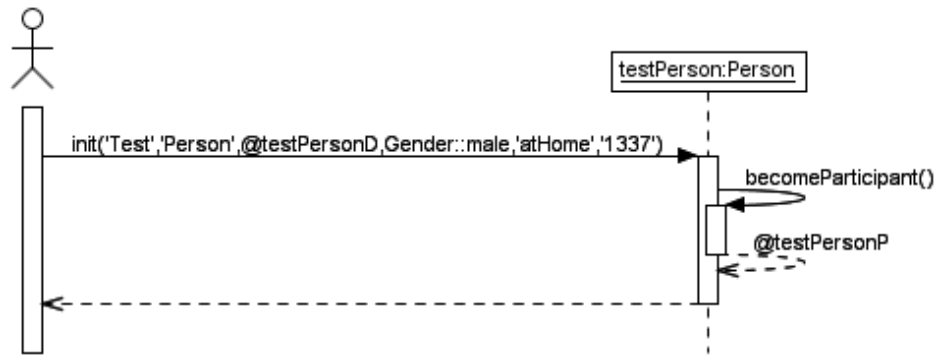 testPerson:Person
init('Test','Person',@testPersonD,Gender::male,'atHome','1337')
becomeParticipant()
@testPersonP